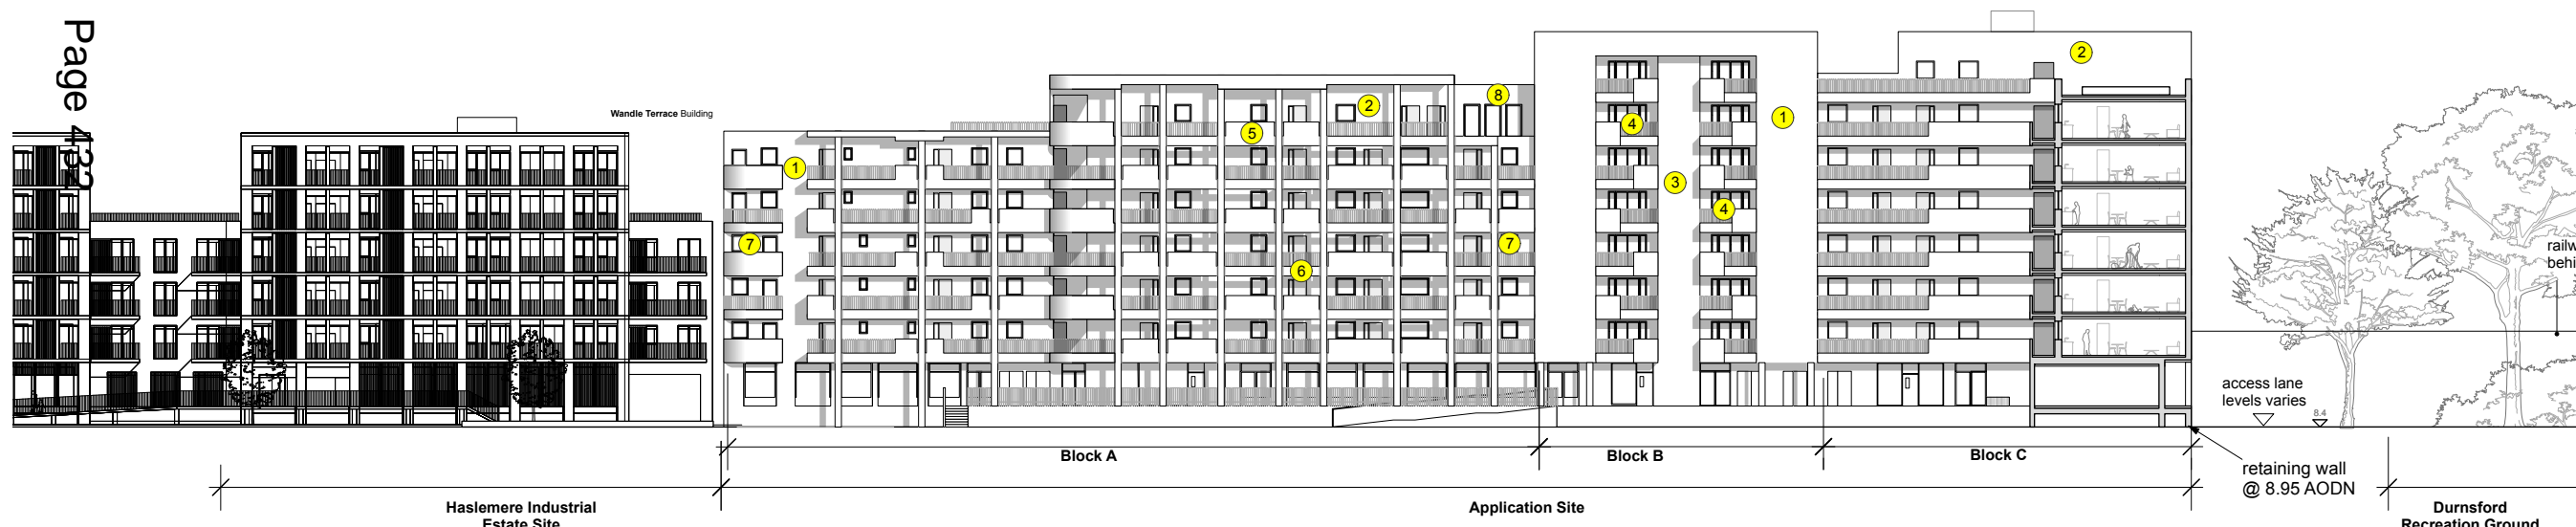 Page 432
Wandle Terrace Building
2
8
2
5
4
1
1
3
4
7
7
6
railw
behi
access lane
levels varies
8.4
Block A
Block B
Block C
retaining wall
@ 8.95 AODN
Haslemere Industrial
Estate Site
Application Site
Durnsford
Recreation Ground